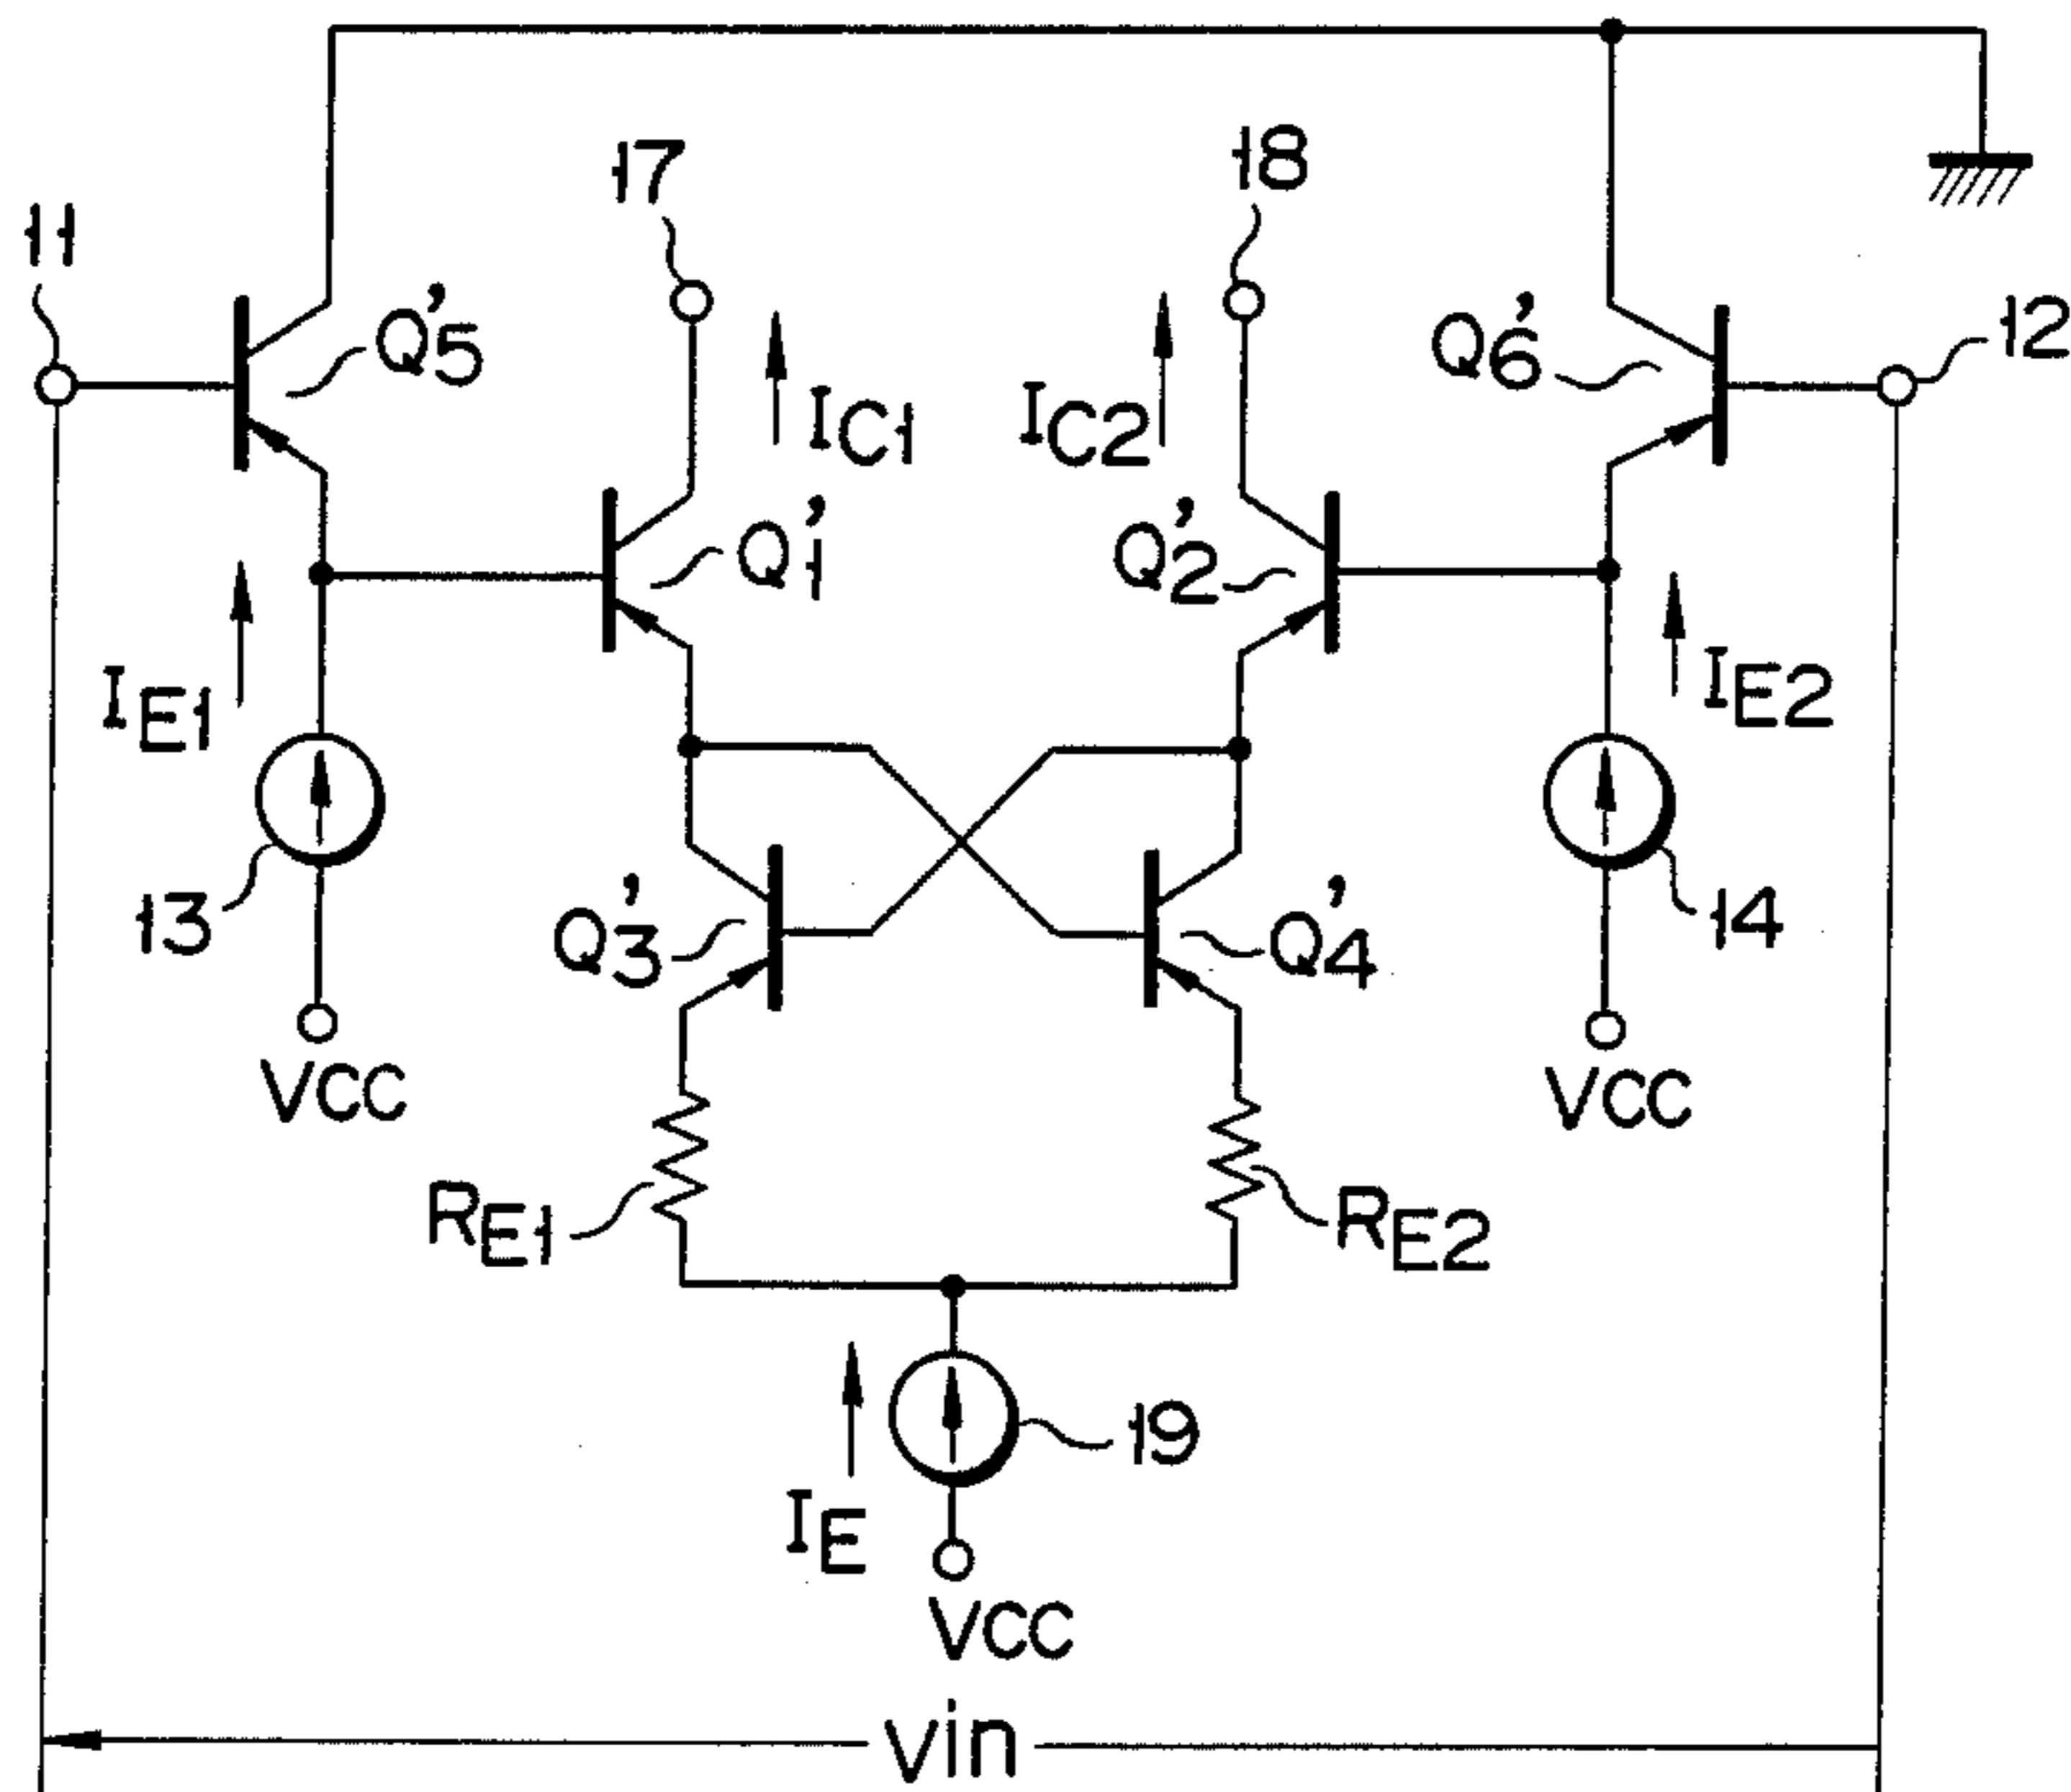 17
18
11
Q'5
Q'6
12
IC1
IC2
Q'1
Q'2
IE1
IE2
13
Q'3
Q'4
14
VCC
VCC
RE1
RE2
IE
19
VCC
Vin